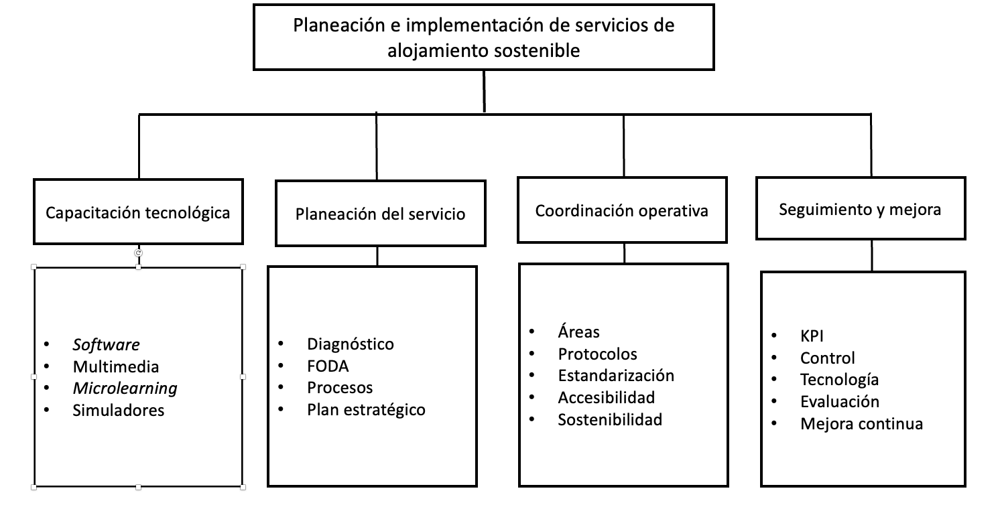 Planeación e implementación de servicios de
alojamiento sostenible
Capacitación tecnológica
Planeación del servicio
Coordinación operativa
Seguimiento y mejora
• Software
• Multimedia
• Microlearning
• Simuladores
• Diagnóstico
• FODA
• Procesos
• Plan estratégico
• Áreas
• Protocolos
• Estandarización
• Accesibilidad
• Sostenibilidad
• KPI
• Control
• Tecnología
• Evaluación
• Mejora continua